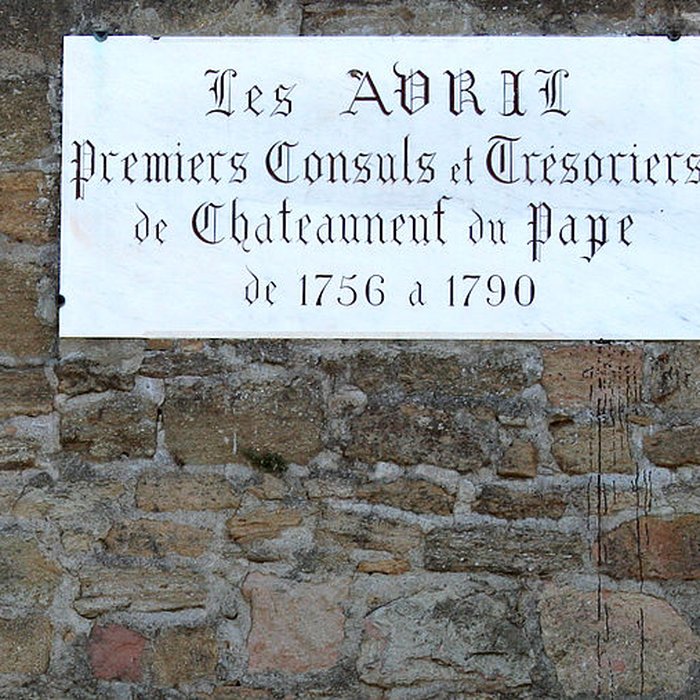 Les AVRIL
Premiers Consuls et Trésoriers
de Chateauneuf du Pape
de 1756 a 1790